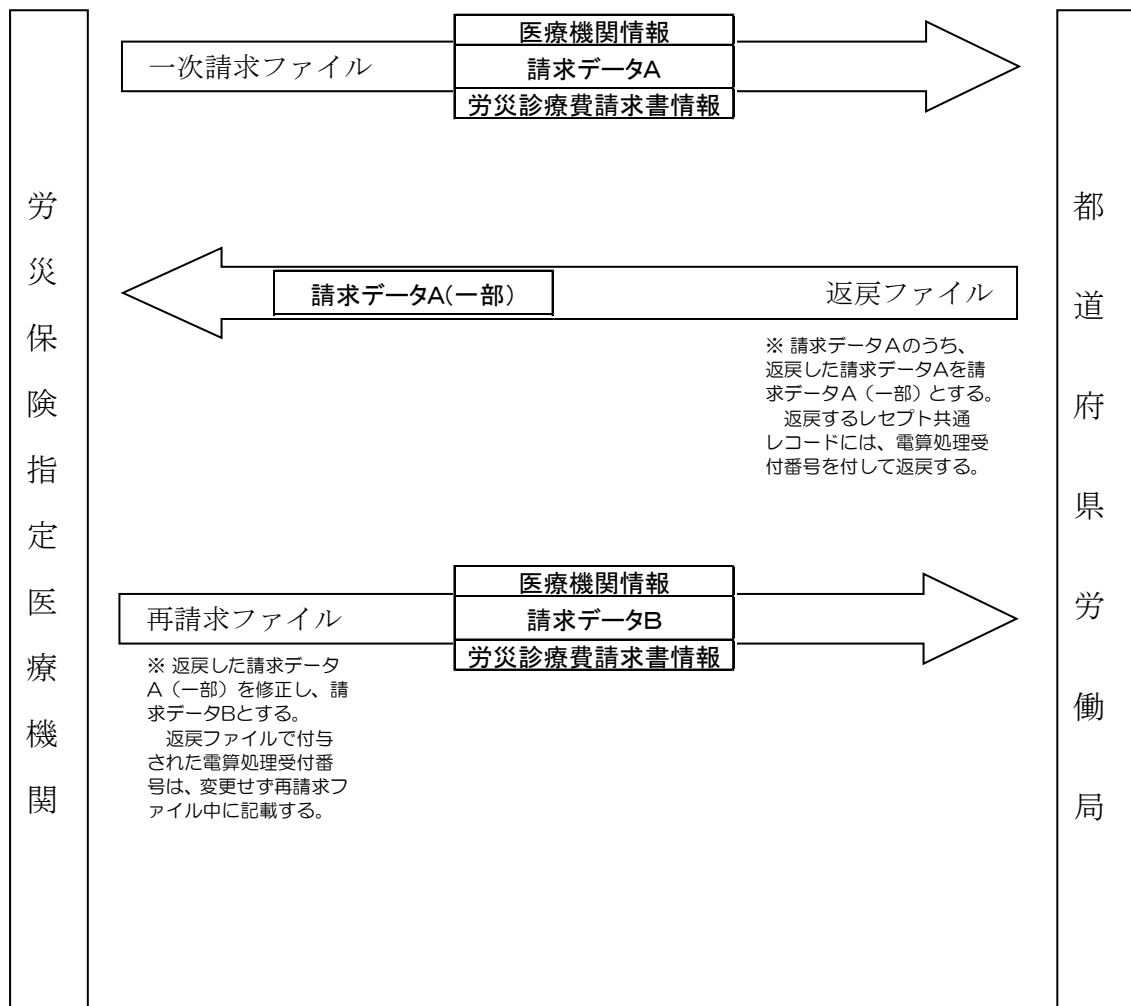 労災保険指定医療機関
都道府県労働局
医療機関情報
一次請求ファイル
請求データA
労災診療費請求書情報
請求データA(一部)
返戻ファイル
※ 請求データAのうち、
返戻した請求データAを請
求データA（一部）とする。
返戻するレセプト共通
レコードには、電算処理受
付番号を付して返戻する。
医療機関情報
再請求ファイル
請求データB
労災診療費請求書情報
※ 返戻した請求データ
A（一部）を修正し、請
求データBとする。
返戻ファイルで付与
された電算処理受付番
号は、変更せず再請求フ
ァイル中に記載する。